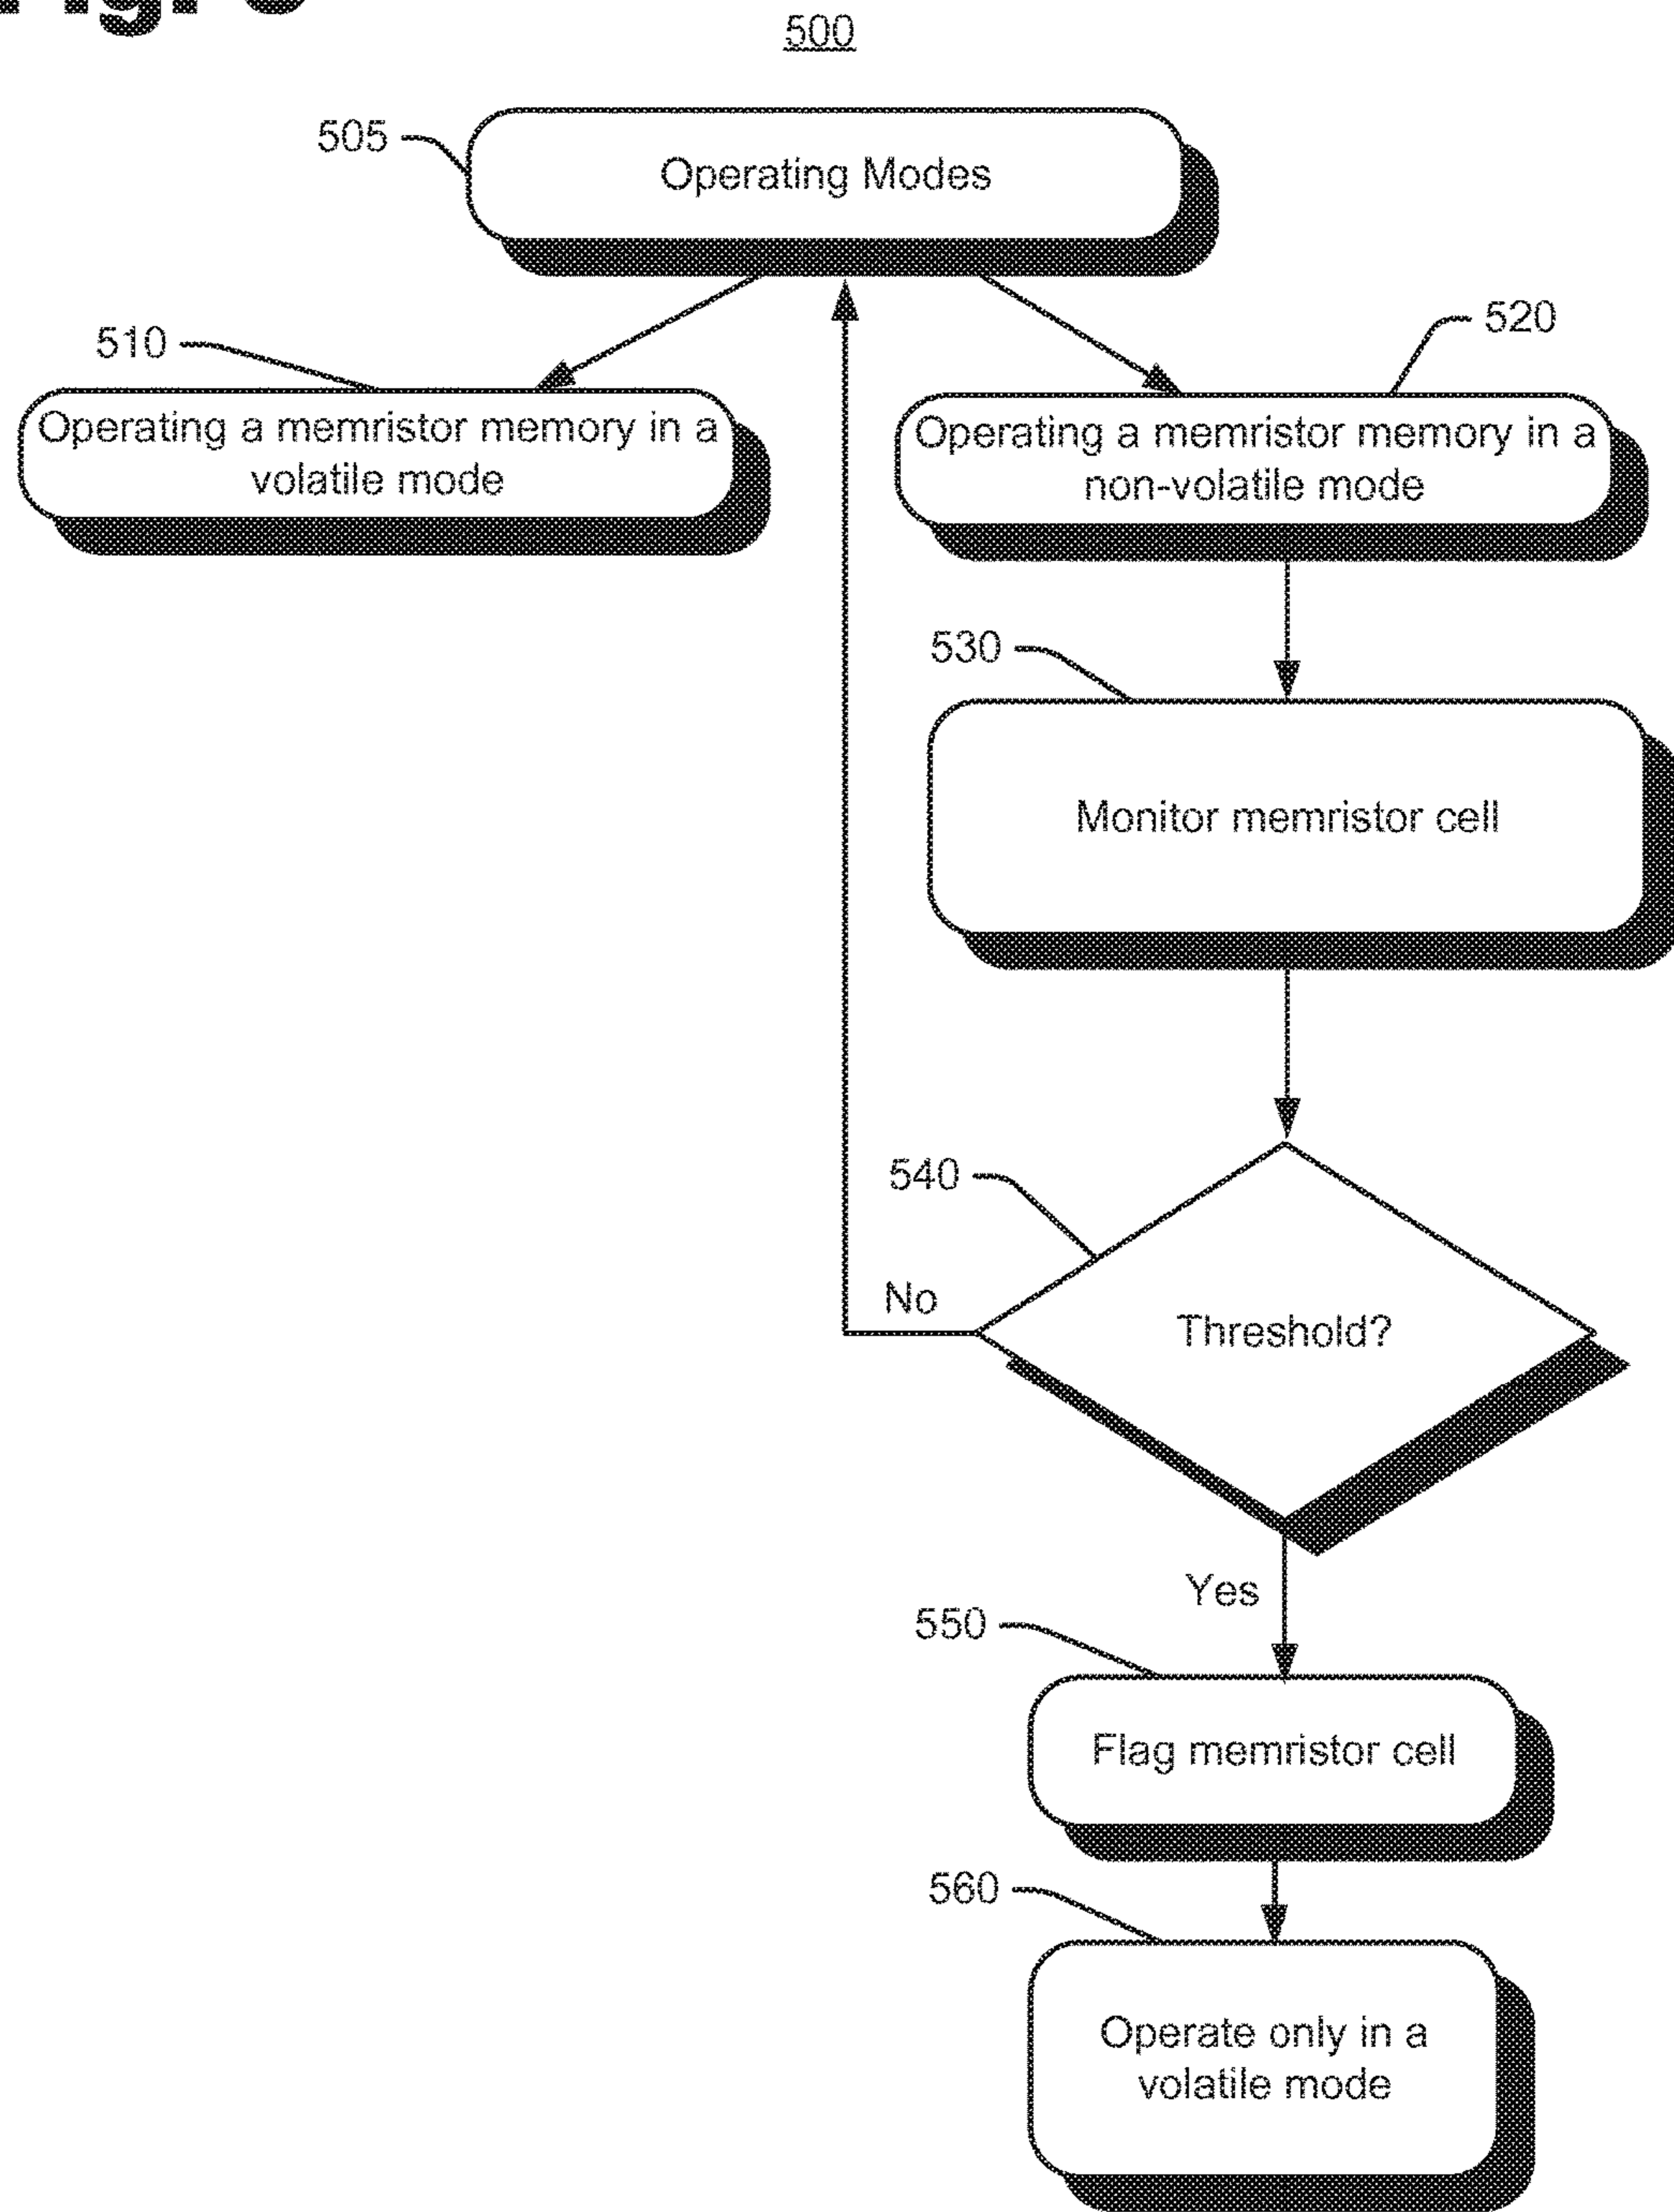 500
505
Operating Modes
510
520
Operating a memristor memory in a
volatile mode
Operating a memristor memory in a
non-volatile mode
530
Monitor memristor cell
540
No
Threshold?
Yes
550
Flag memristor cell
560
Operate only in a
volatile mode